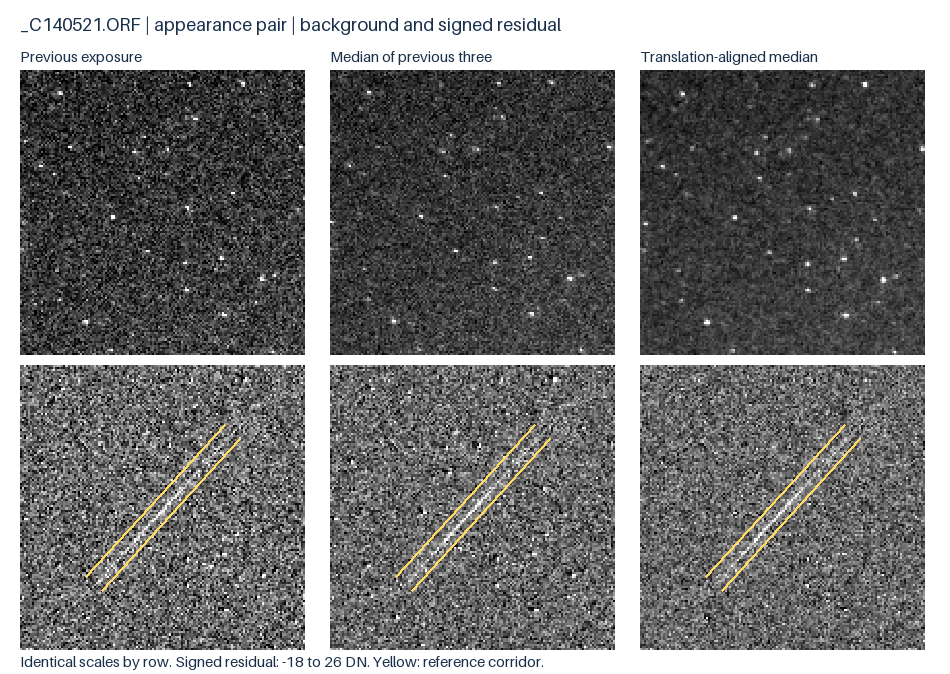 _C140521.ORF | appearance pair | background and signed residual
Previous exposure
Median of previous three
Translation-aligned median
Identical scales by row. Signed residual: -18 to 26 DN. Yellow: reference corridor.